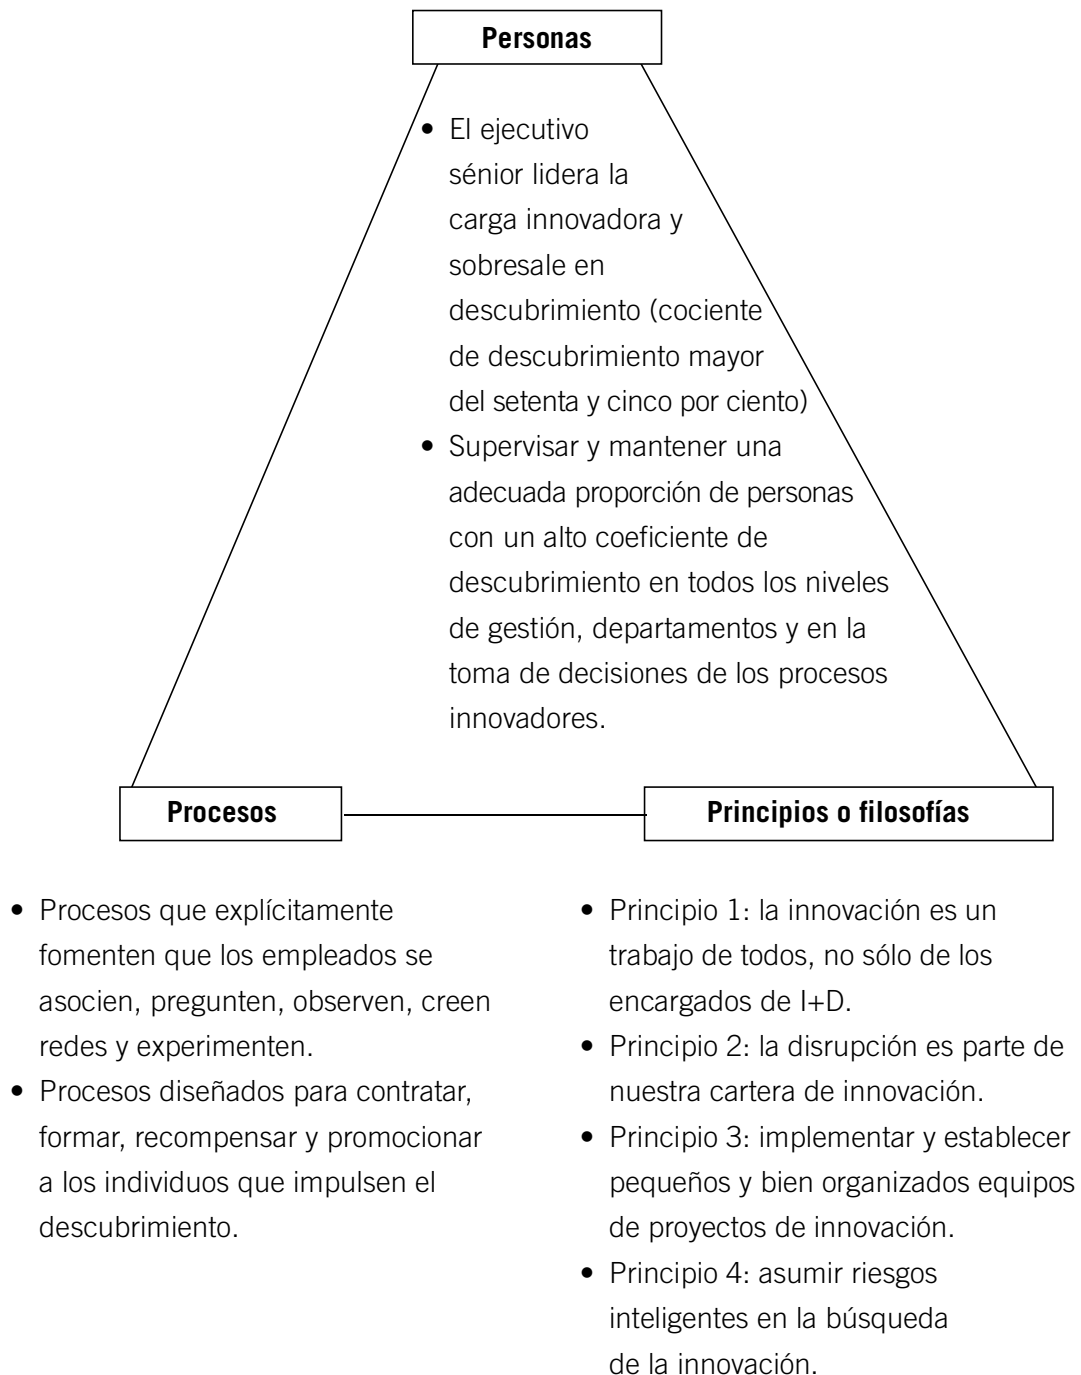 Personas
• El ejecutivo
sénior lidera la
carga innovadora y
sobresale en
descubrimiento (cociente
de descubrimiento mayor
del setenta y cinco por ciento)
• Supervisar y mantener una
adecuada proporción de personas
con un alto coeficiente de
descubrimiento en todos los niveles
de gestión, departamentos y en la
toma de decisiones de los procesos
innovadores.
Procesos
Principios o filosofías
• Procesos que explícitamente
fomenten que los empleados se
asocien, pregunten, observen, creen
redes y experimenten.
• Procesos diseñados para contratar,
formar, recompensar y promocionar
a los individuos que impulsen el
descubrimiento.
• Principio 1: la innovación es un
trabajo de todos, no sólo de los
encargados de I+D.
• Principio 2: la disrupción es parte de
nuestra cartera de innovación.
• Principio 3: implementar y establecer
pequeños y bien organizados equipos
de proyectos de innovación.
• Principio 4: asumir riesgos
inteligentes en la búsqueda
de la innovación.